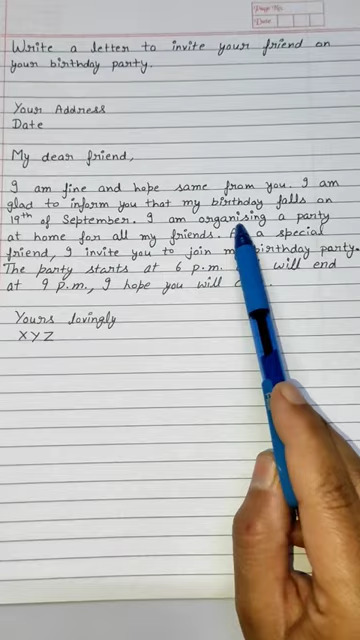 Page No.
Date
Write a letter to invite your friend on
your birthday party.
Your Address
Date
My dear friend,
I am fine and hope same from you. I am
glad to inform you that my birthday falls on
19th of September. I am organising a party
at home for all my friends. a special
friend, I invite you to join birthday party.
The party starts at 6 p.m. will end
at 9 p.m., I hope you will
Yours lovingly
XYZ